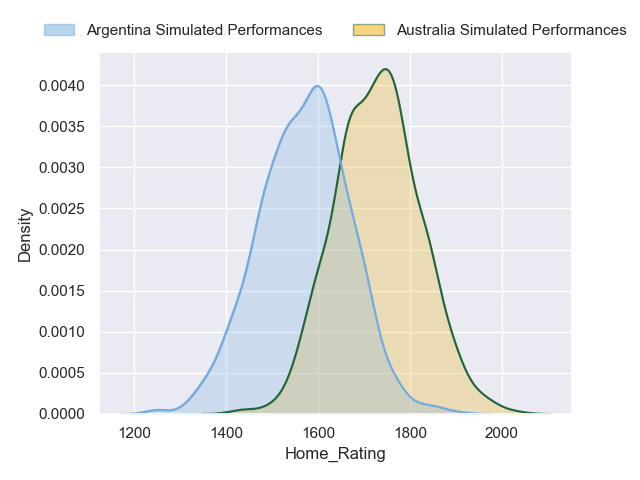 Argentina Simulated Performances
Australia Simulated Performances
0.0040
0.0035
0.0030
0.0025
0.0020
0.0015
0.0010
0.0005
0.0000
Density
1200 1400 1600 1800 2000
Home_Rating